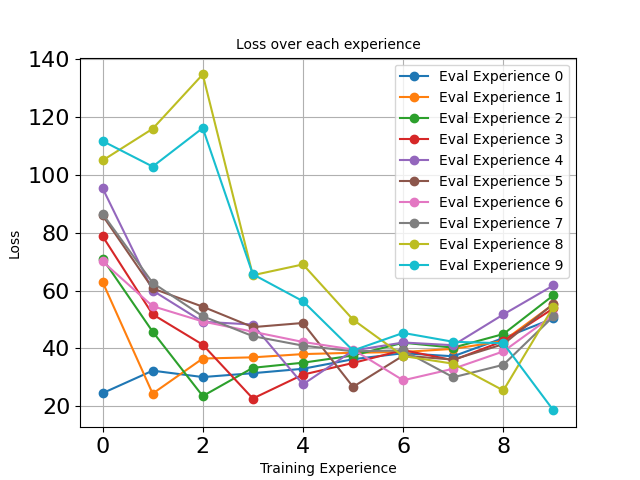 Loss over each experience
140
120
100
80
60
40
20
Loss
0 2 4 6 8
Training Experience
Eval Experience 0
Eval Experience 1
Eval Experience 2
Eval Experience 3
Eval Experience 4
Eval Experience 5
Eval Experience 6
Eval Experience 7
Eval Experience 8
Eval Experience 9